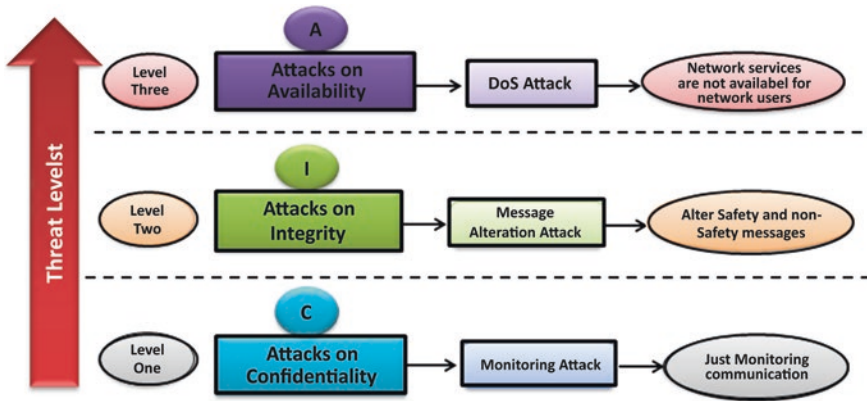 Threat Levelst
Level
Three
A
Attacks on
Availability
DoS Attack
Network services
are not availabel for
network users
Level
Two
I
Attacks on
Integrity
Message
Alteration Attack
Alter Safety and non-
Safety messages
Level
One
C
Attacks on
Confidentiality
Monitoring Attack
Just Monitoring
communication